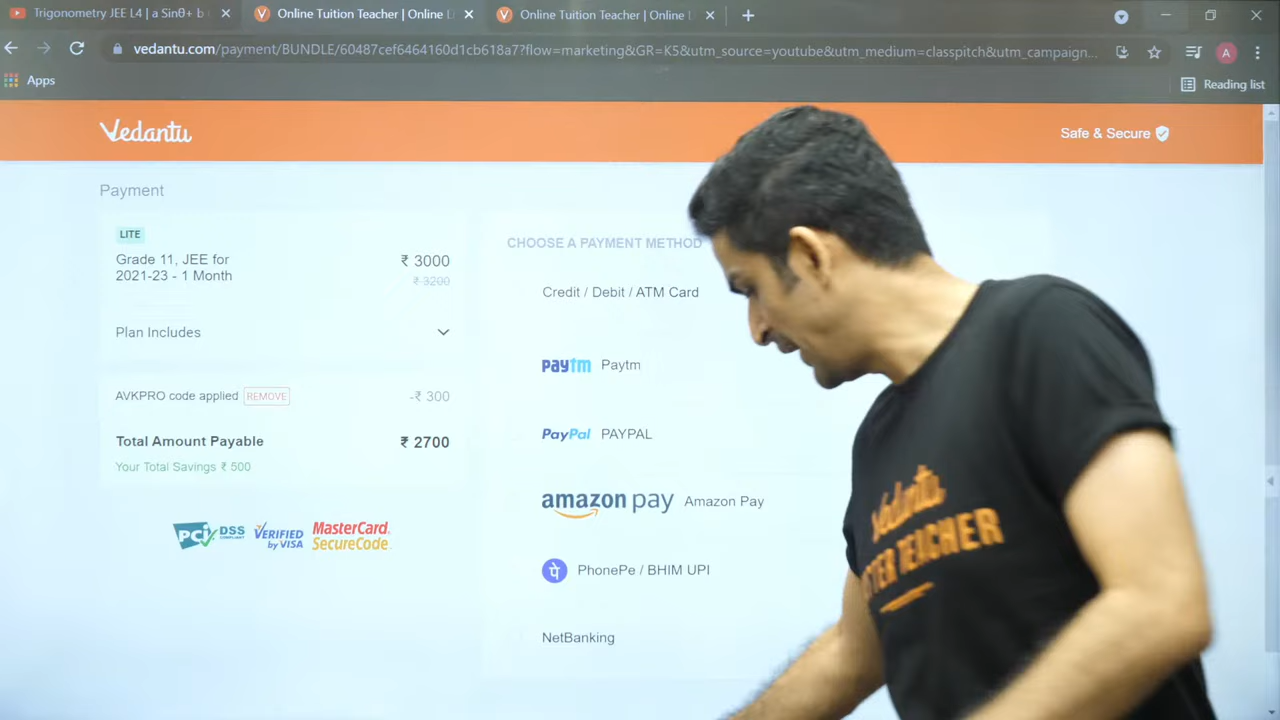 Trigonometry JEE L4 | a Sinθ+ b
Online Tuition Teacher | Online L
Online Tuition Teacher | Online L
vedantu.com/payment/BUNDLE/60487cef6464160d1cb618a7?flow=marketing&GR=K5&utm_source=youtube&utm_medium=classpitch&utm_campaign...
A
Apps
Reading list
Vedantu
Safe & Secure
Payment
LITE
Grade 11, JEE for
2021-23 - 1 Month
₹ 3000
₹ 3200
Plan Includes
AVKPRO code applied REMOVE
-₹ 300
Total Amount Payable
₹ 2700
Your Total Savings ₹ 500
PCI DSS COMPLIANT
VERIFIED by VISA
MasterCard.
SecureCode.
CHOOSE A PAYMENT METHOD
Credit / Debit / ATM Card
paytm Paytm
PayPal PAYPAL
amazon pay Amazon Pay
पे PhonePe / BHIM UPI
NetBanking
Vedantu
TEACHER